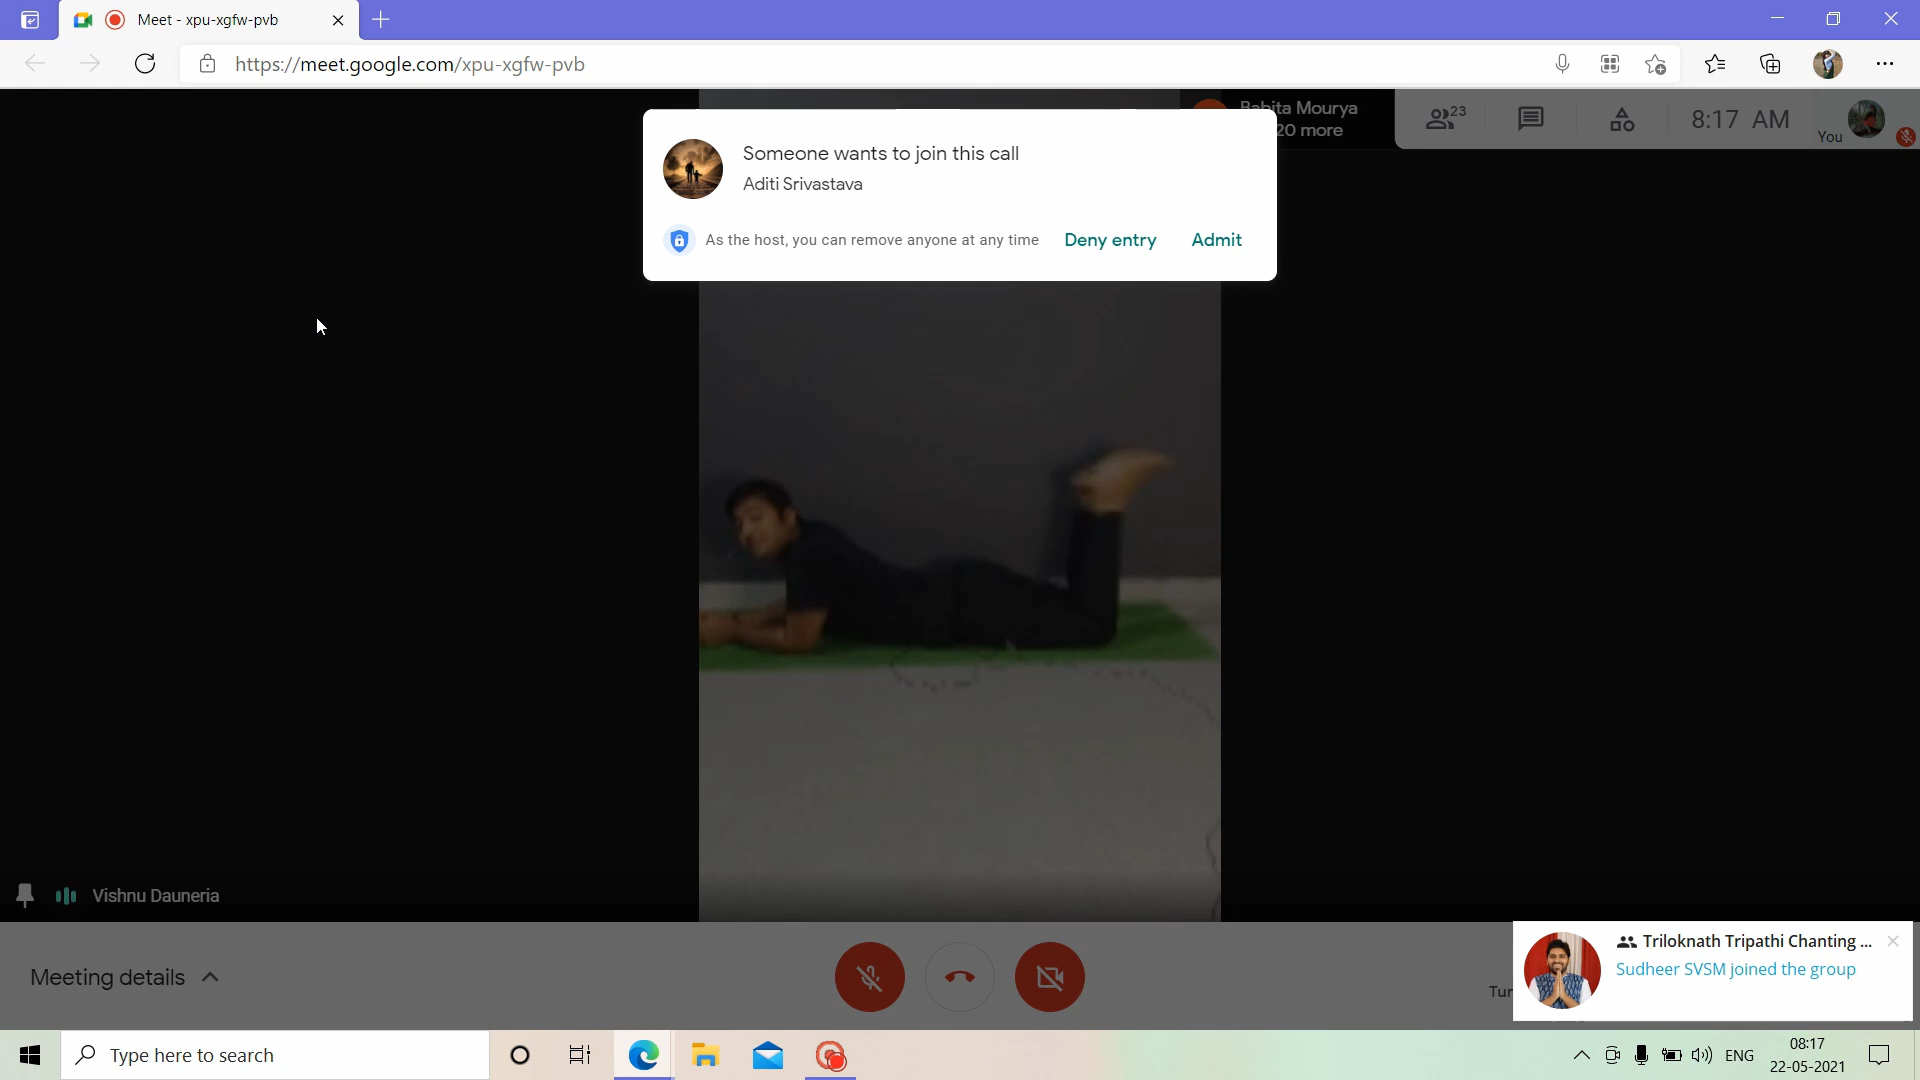 Meet - xpu-xgfw-pvb
https://meet.google.com/xpu-xgfw-pvb
Babita Mourya
20 more
23
8:17 AM
You
Someone wants to join this call
Aditi Srivastava
As the host, you can remove anyone at any time
Deny entry
Admit
Vishnu Dauneria
Meeting details
Triloknath Tripathi Chanting ...
Sudheer SVSM joined the group
Type here to search
ENG
08:17
22-05-2021